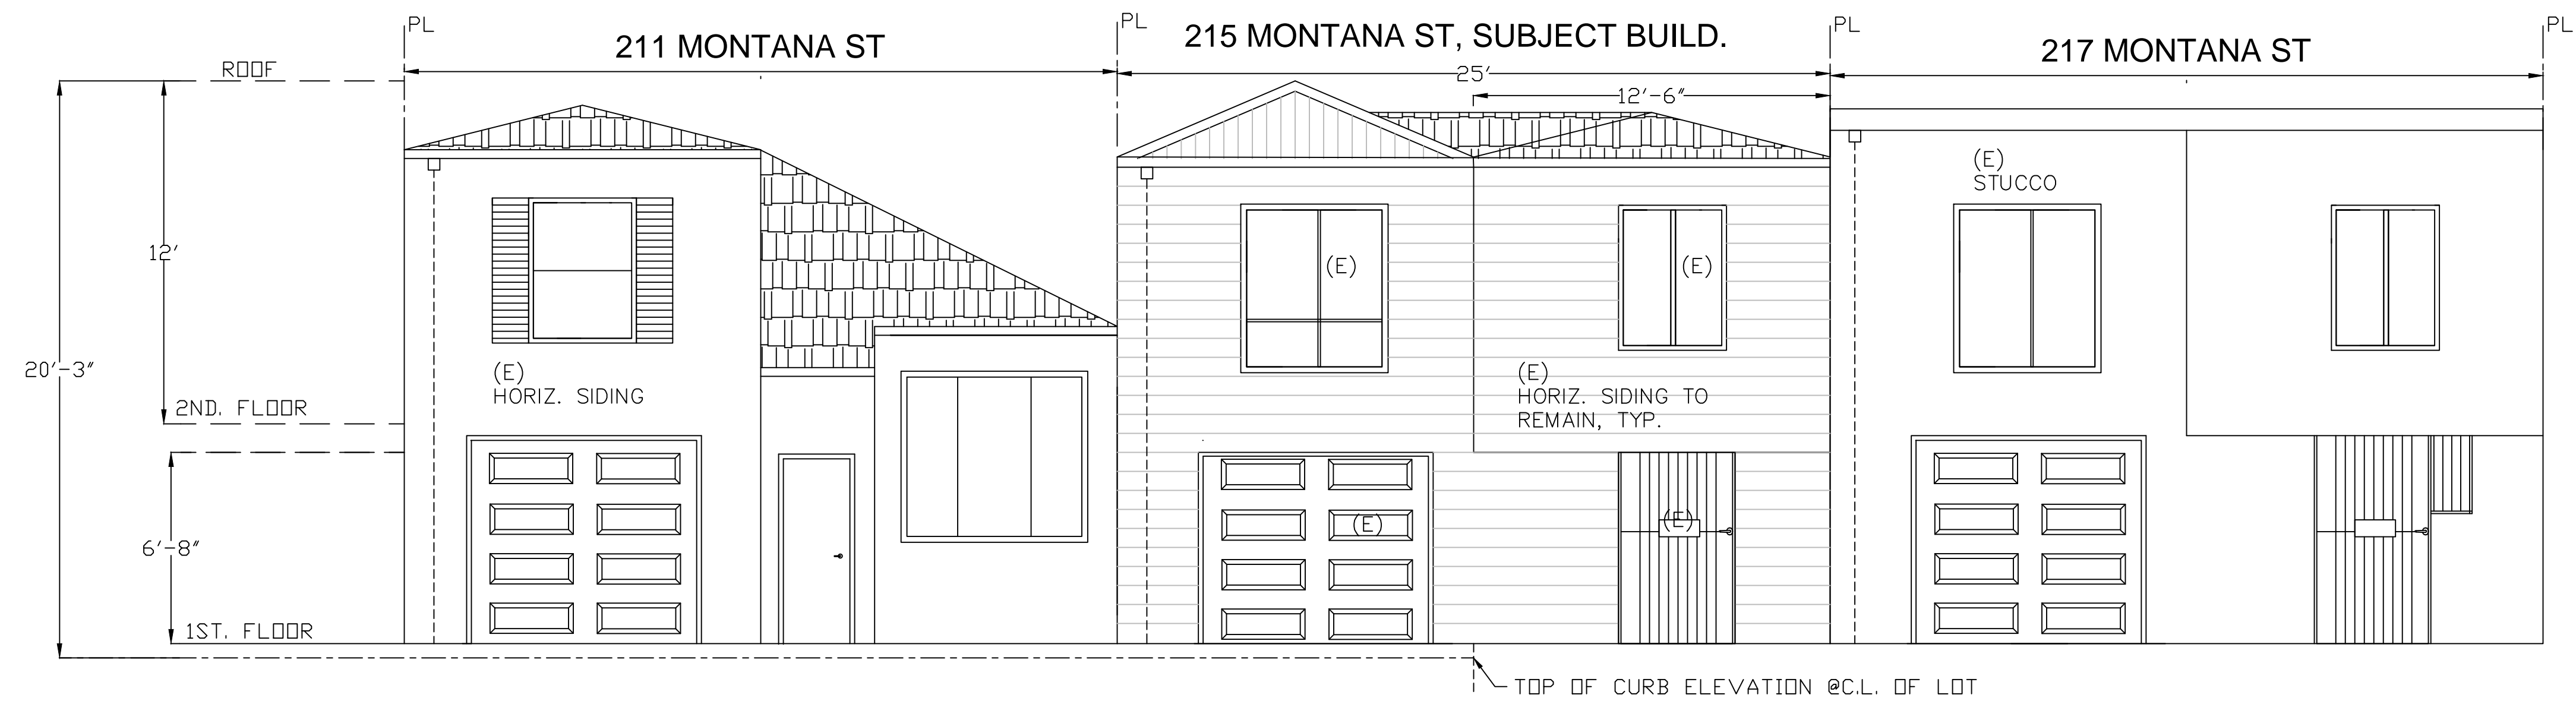 PL
PL
PL
PL
211 MONTANA ST
215 MONTANA ST, SUBJECT BUILD.
217 MONTANA ST
ROOF
25'
12'-6"
(E)
STUCCO
12'
(E)
(E)
20'-3"
(E)
HORIZ. SIDING
(E)
HORIZ. SIDING TO
REMAIN, TYP.
2ND. FLOOR
(E)
(E)
6'-8"
1ST. FLOOR
TOP OF CURB ELEVATION @C.L. OF LOT